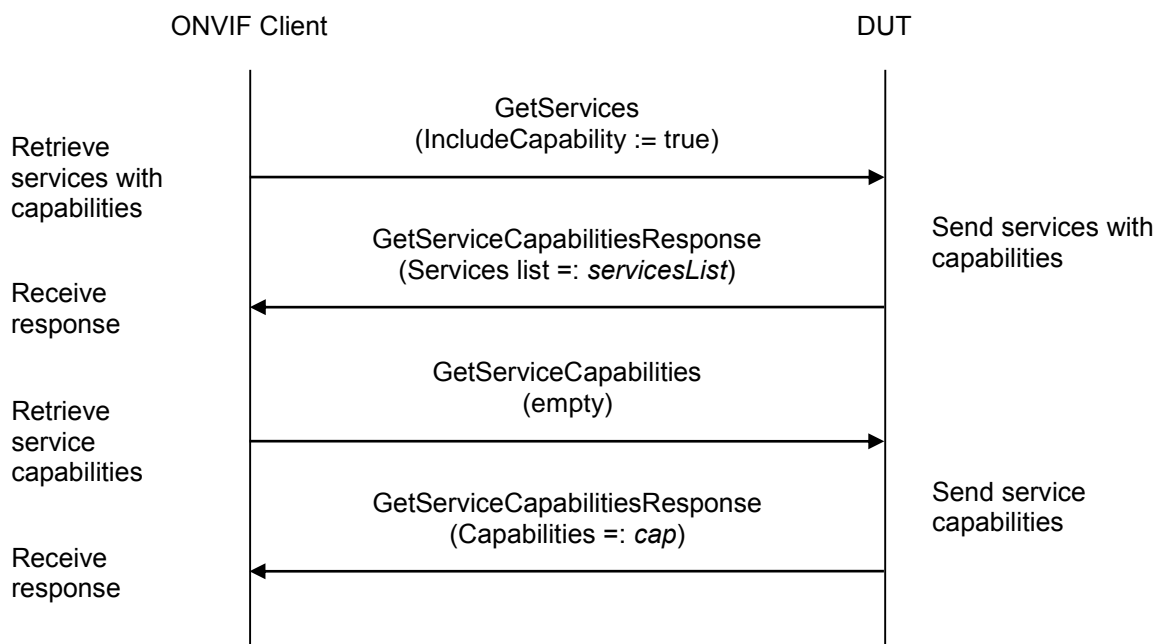 ONVIF Client
DUT
GetServices
(IncludeCapability := true)
Retrieve
services with
capabilities
GetServiceCapabilitiesResponse
(Services list =: servicesList)
Send services with
capabilities
Receive
response
GetServiceCapabilities
(empty)
Retrieve
service
capabilities
GetServiceCapabilitiesResponse
(Capabilities =: cap)
Send service
capabilities
Receive
response